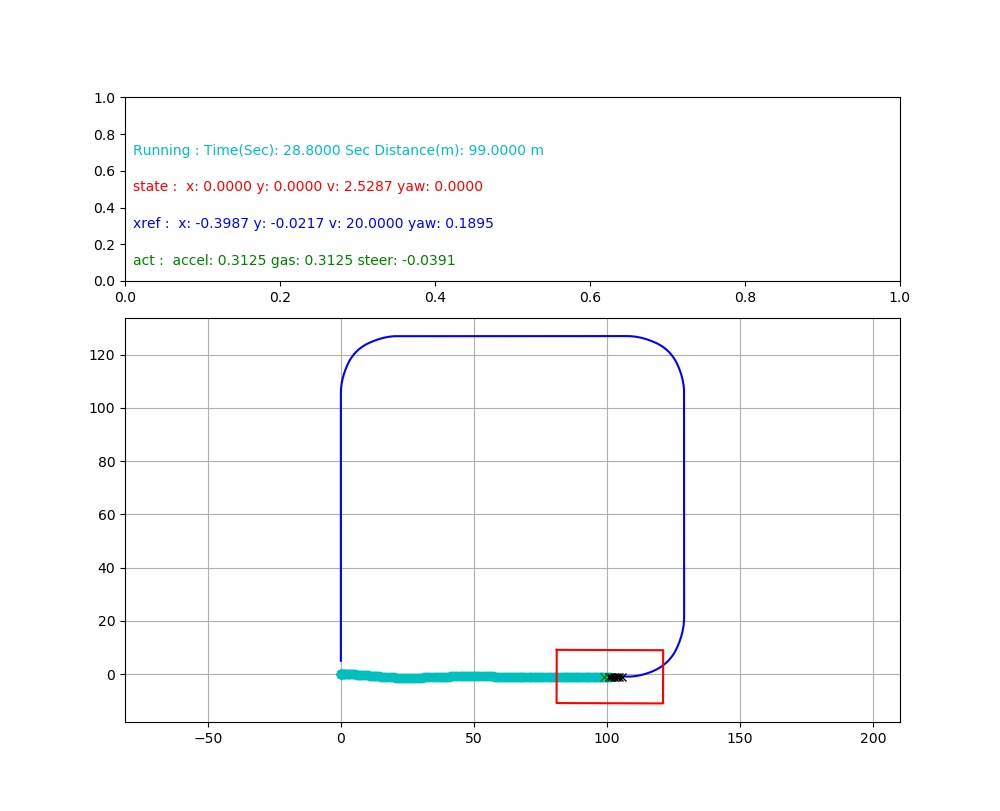 1.0
0.8
Running : Time(Sec): 28.8000 Sec Distance(m): 99.0000 m
0.6
state :  x: 0.0000 y: 0.0000 v: 2.5287 yaw: 0.0000
0.4
xref :  x: -0.3987 y: -0.0217 v: 20.0000 yaw: 0.1895
0.2
act :  accel: 0.3125 gas: 0.3125 steer: -0.0391
0.0
0.0 0.2 0.4 0.6 0.8 1.0
120
100
80
60
40
20
0
−50 0 50 100 150 200